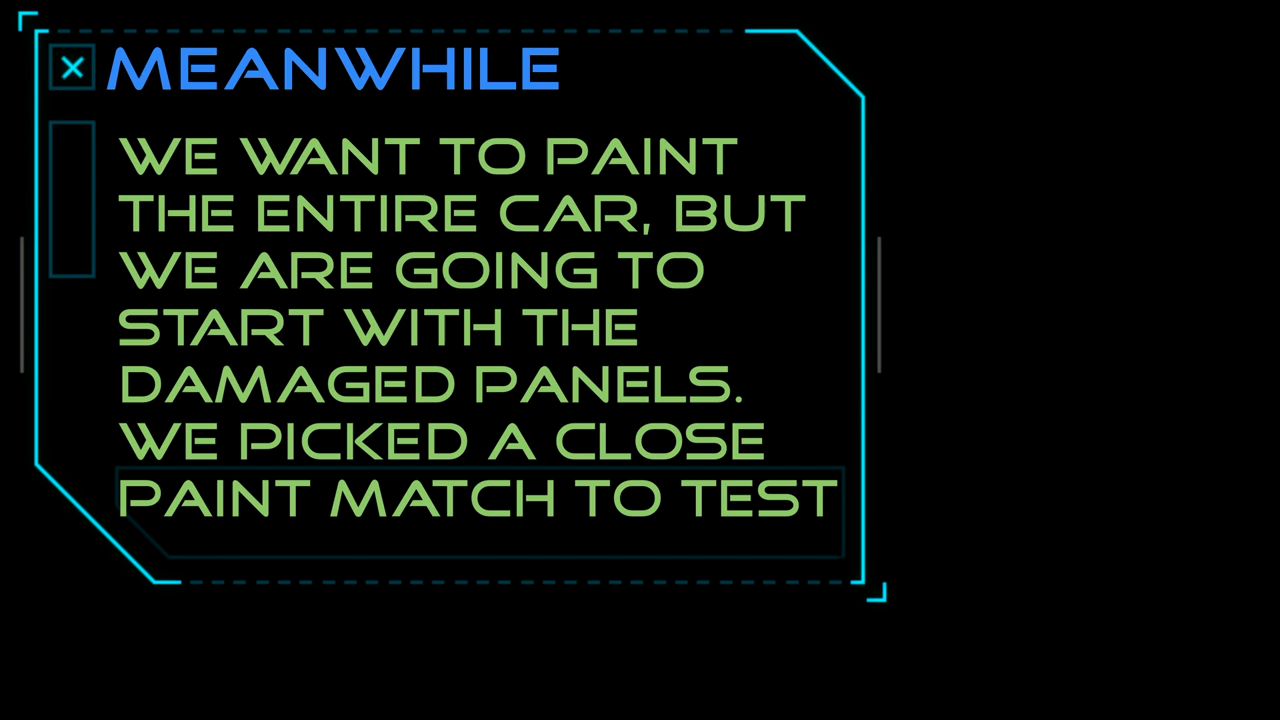 MEANWHILE
WE WANT TO PAINT
THE ENTIRE CAR, BUT
WE ARE GOING TO
START WITH THE
DAMAGED PANELS.
WE PICKED A CLOSE
PAINT MATCH TO TEST